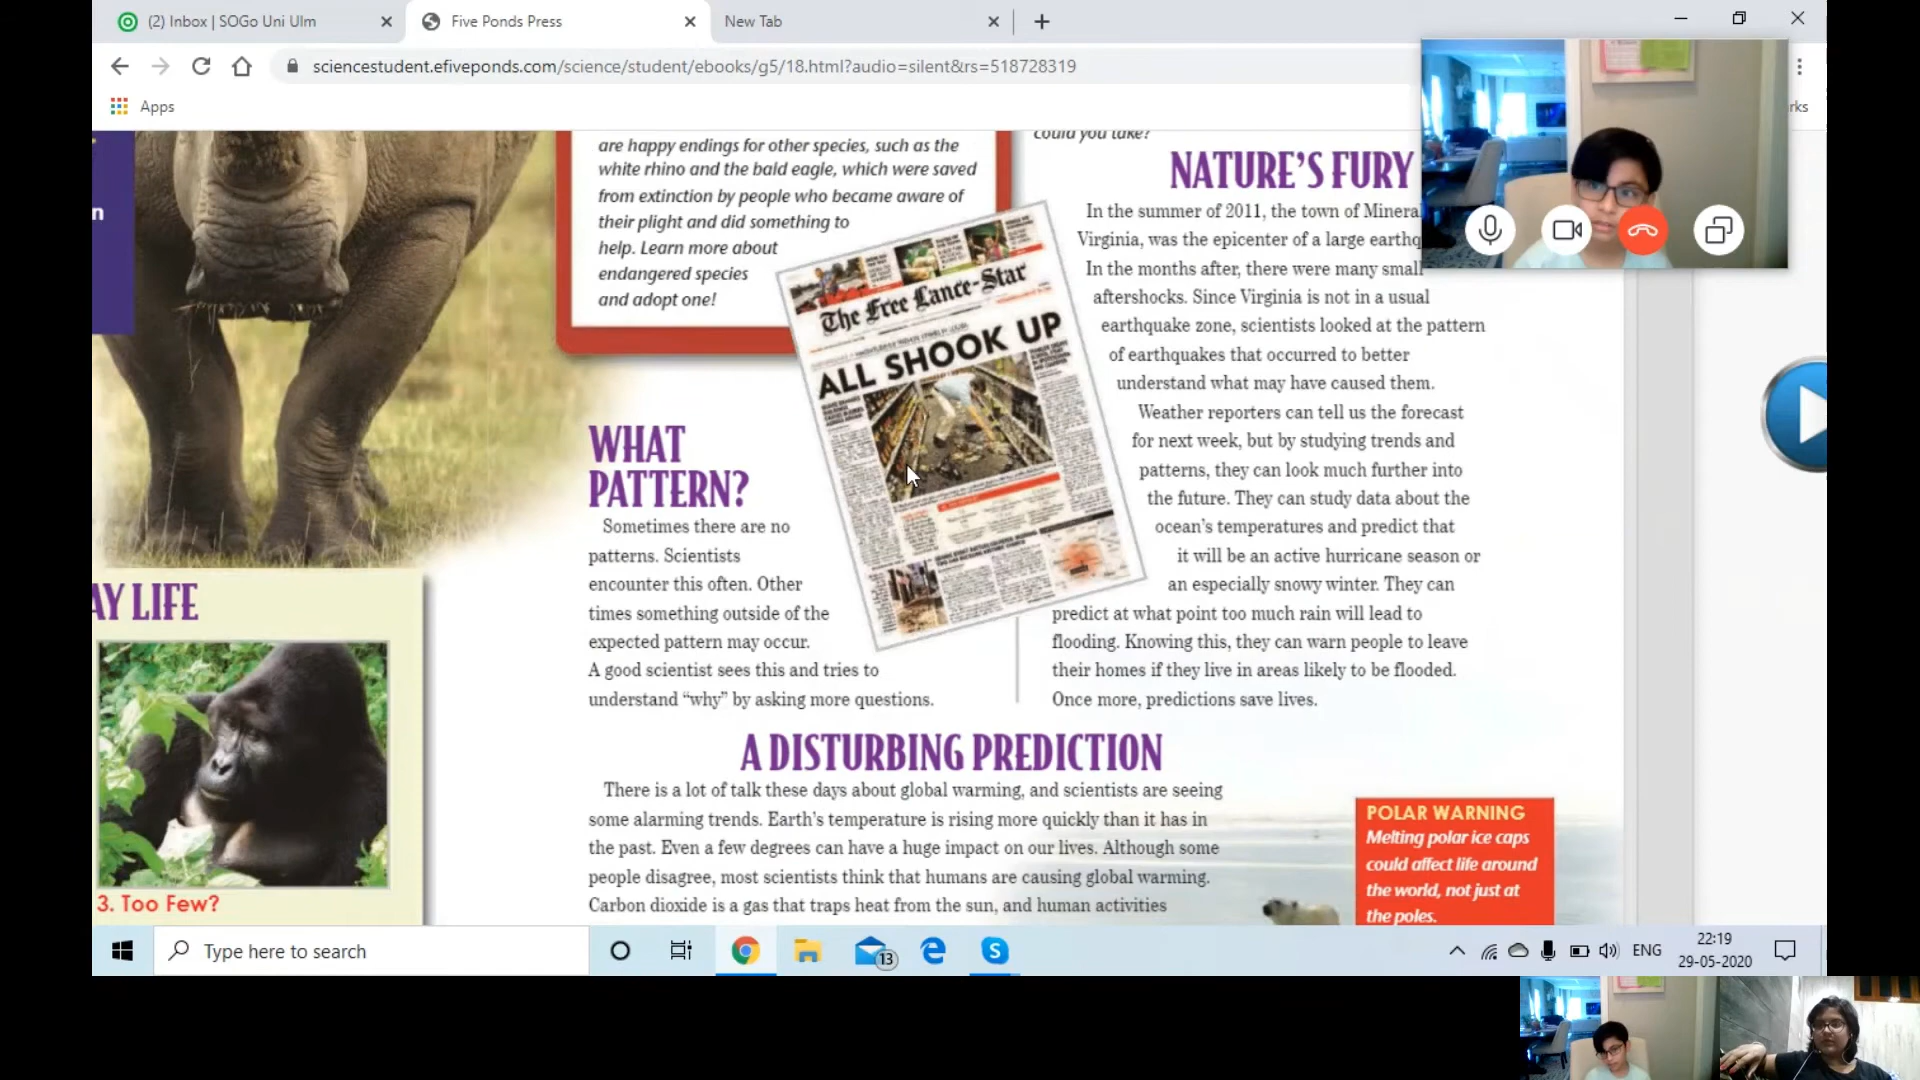 (2) Inbox | SOGo Uni Ulm
Five Ponds Press
New Tab
sciencestudent.efiveponds.com/science/student/ebooks/g5/18.html?audio=silent&rs=518728319
Apps
rks
n
are happy endings for other species, such as the
white rhino and the bald eagle, which were saved
from extinction by people who became aware of
their plight and did something to
help. Learn more about
endangered species
and adopt one!
The Free Lance-Star
ALL SHOOK UP
WHAT
PATTERN?
Sometimes there are no
patterns. Scientists
encounter this often. Other
times something outside of the
expected pattern may occur.
A good scientist sees this and tries to
understand “why” by asking more questions.
could you take?
NATURE’S FURY
In the summer of 2011, the town of Minera
Virginia, was the epicenter of a large earthq
In the months after, there were many small
aftershocks. Since Virginia is not in a usual
earthquake zone, scientists looked at the pattern
of earthquakes that occurred to better
understand what may have caused them.
Weather reporters can tell us the forecast
for next week, but by studying trends and
patterns, they can look much further into
the future. They can study data about the
ocean’s temperatures and predict that
it will be an active hurricane season or
an especially snowy winter. They can
predict at what point too much rain will lead to
flooding. Knowing this, they can warn people to leave
their homes if they live in areas likely to be flooded.
Once more, predictions save lives.
AY LIFE
3. Too Few?
A DISTURBING PREDICTION
There is a lot of talk these days about global warming, and scientists are seeing
some alarming trends. Earth’s temperature is rising more quickly than it has in
the past. Even a few degrees can have a huge impact on our lives. Although some
people disagree, most scientists think that humans are causing global warming.
Carbon dioxide is a gas that traps heat from the sun, and human activities
POLAR WARNING
Melting polar ice caps
could affect life around
the world, not just at
the poles.
Type here to search
13
ENG
22:19
29-05-2020